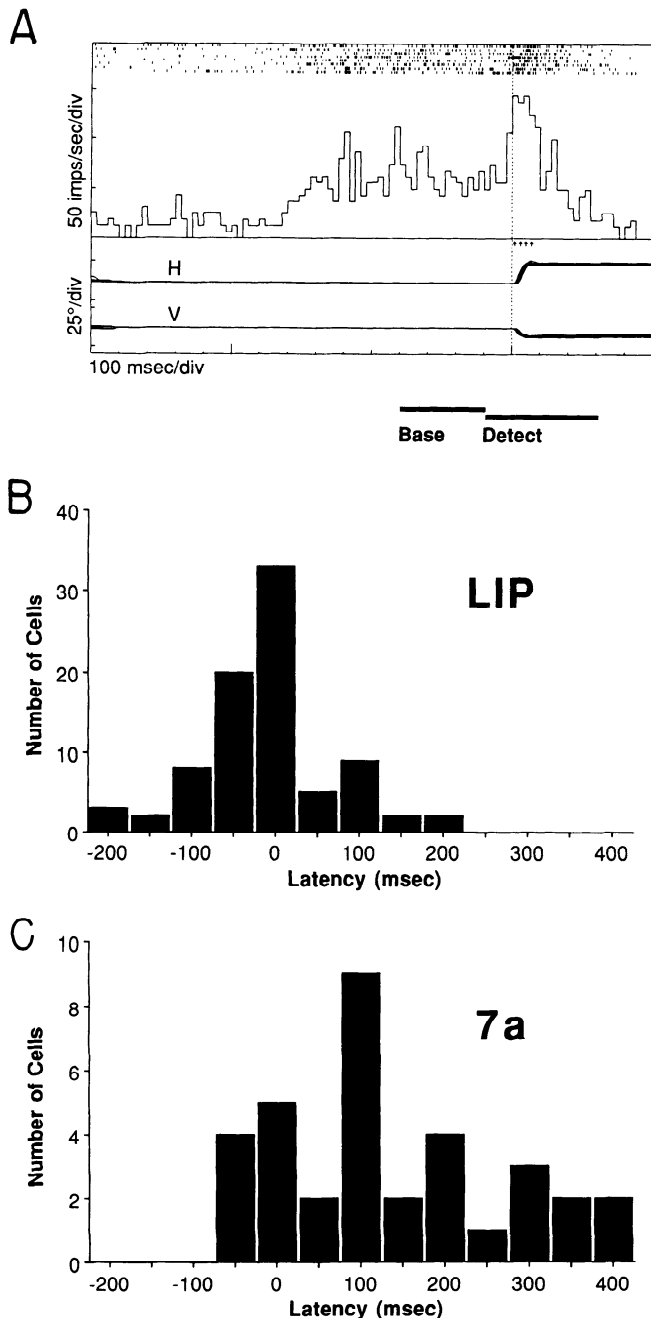 A
50 imps/sec/div
H
25°/div
V
100 msec/div
Base Detect
B
40
30
20
10
0
Number of Cells
LIP
-200 -100 0 100 200 300 400
Latency (msec)
C
10
8
6
4
2
0
Number of Cells
7a
-200 -100 0 100 200 300 400
Latency (msec)